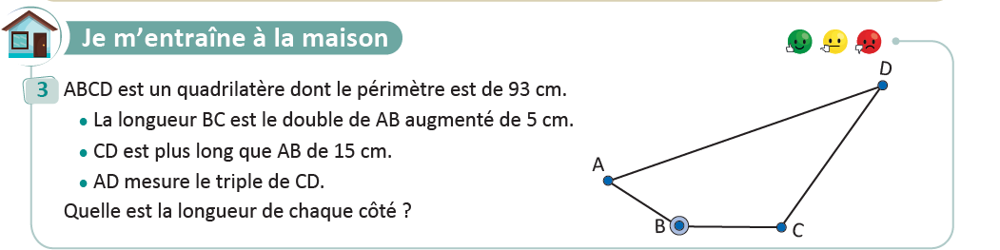 Je m'entraîne à la maison
3 ABCD est un quadrilatère dont le périmètre est de 93 cm.
• La longueur BC est le double de AB augmenté de 5 cm.
• CD est plus long que AB de 15 cm.
• AD mesure le triple de CD.
Quelle est la longueur de chaque côté ?
D
A
B
C